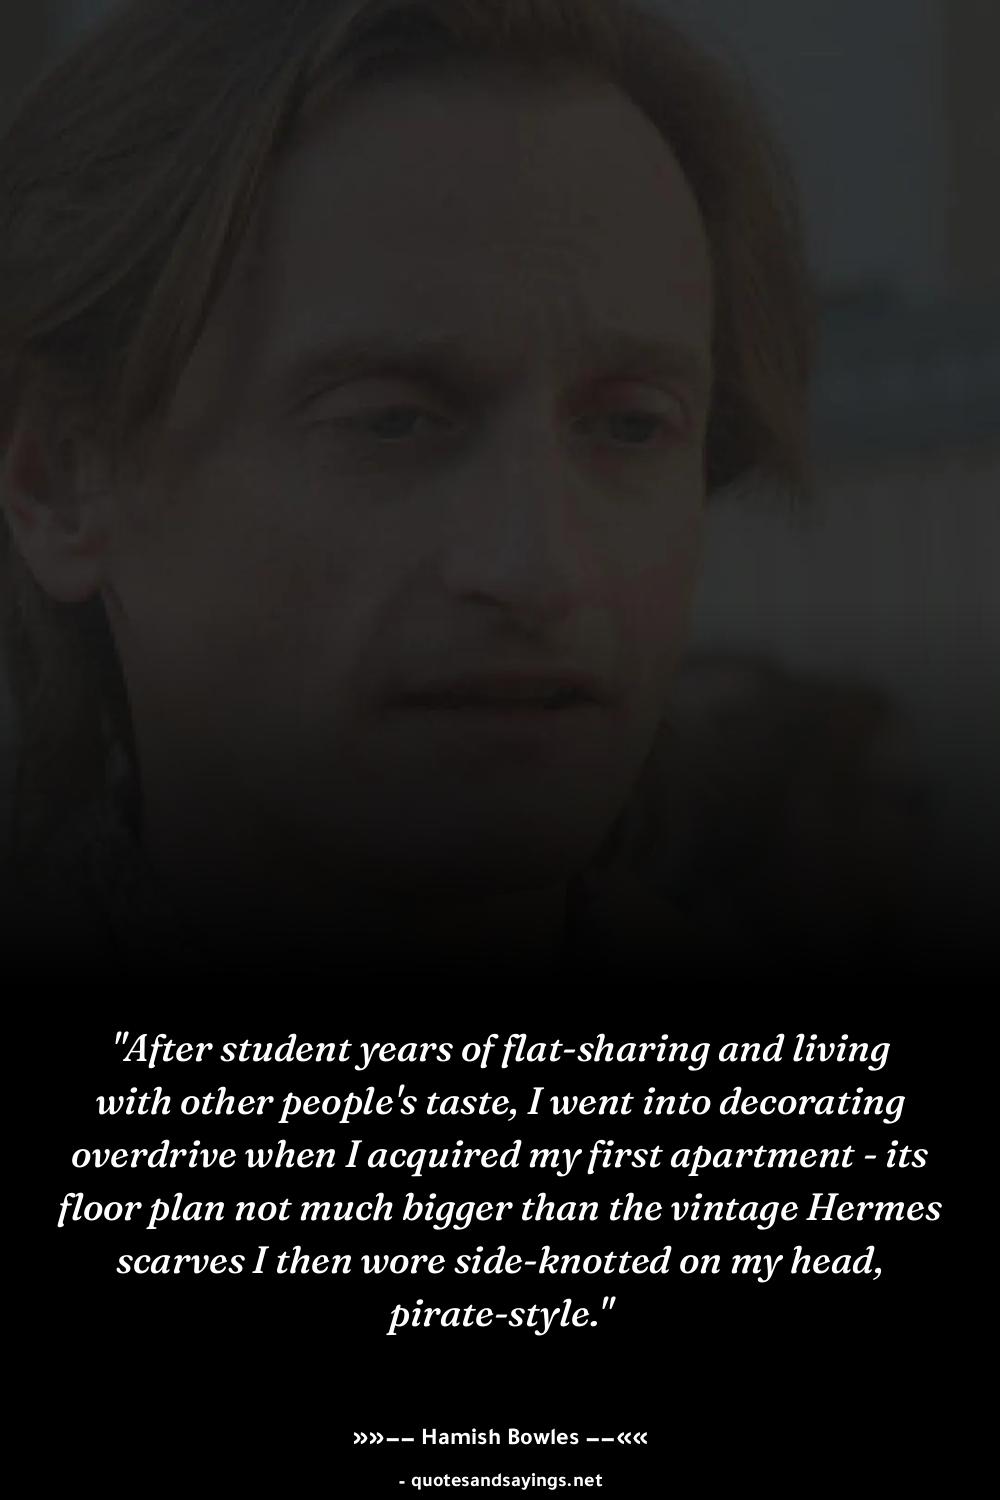 "After student years of flat-sharing and living
with other people's taste, I went into decorating
overdrive when I acquired my first apartment - its
floor plan not much bigger than the vintage Hermes
scarves I then wore side-knotted on my head,
pirate-style."
»»–– Hamish Bowles ––««
- quotesandsayings.net